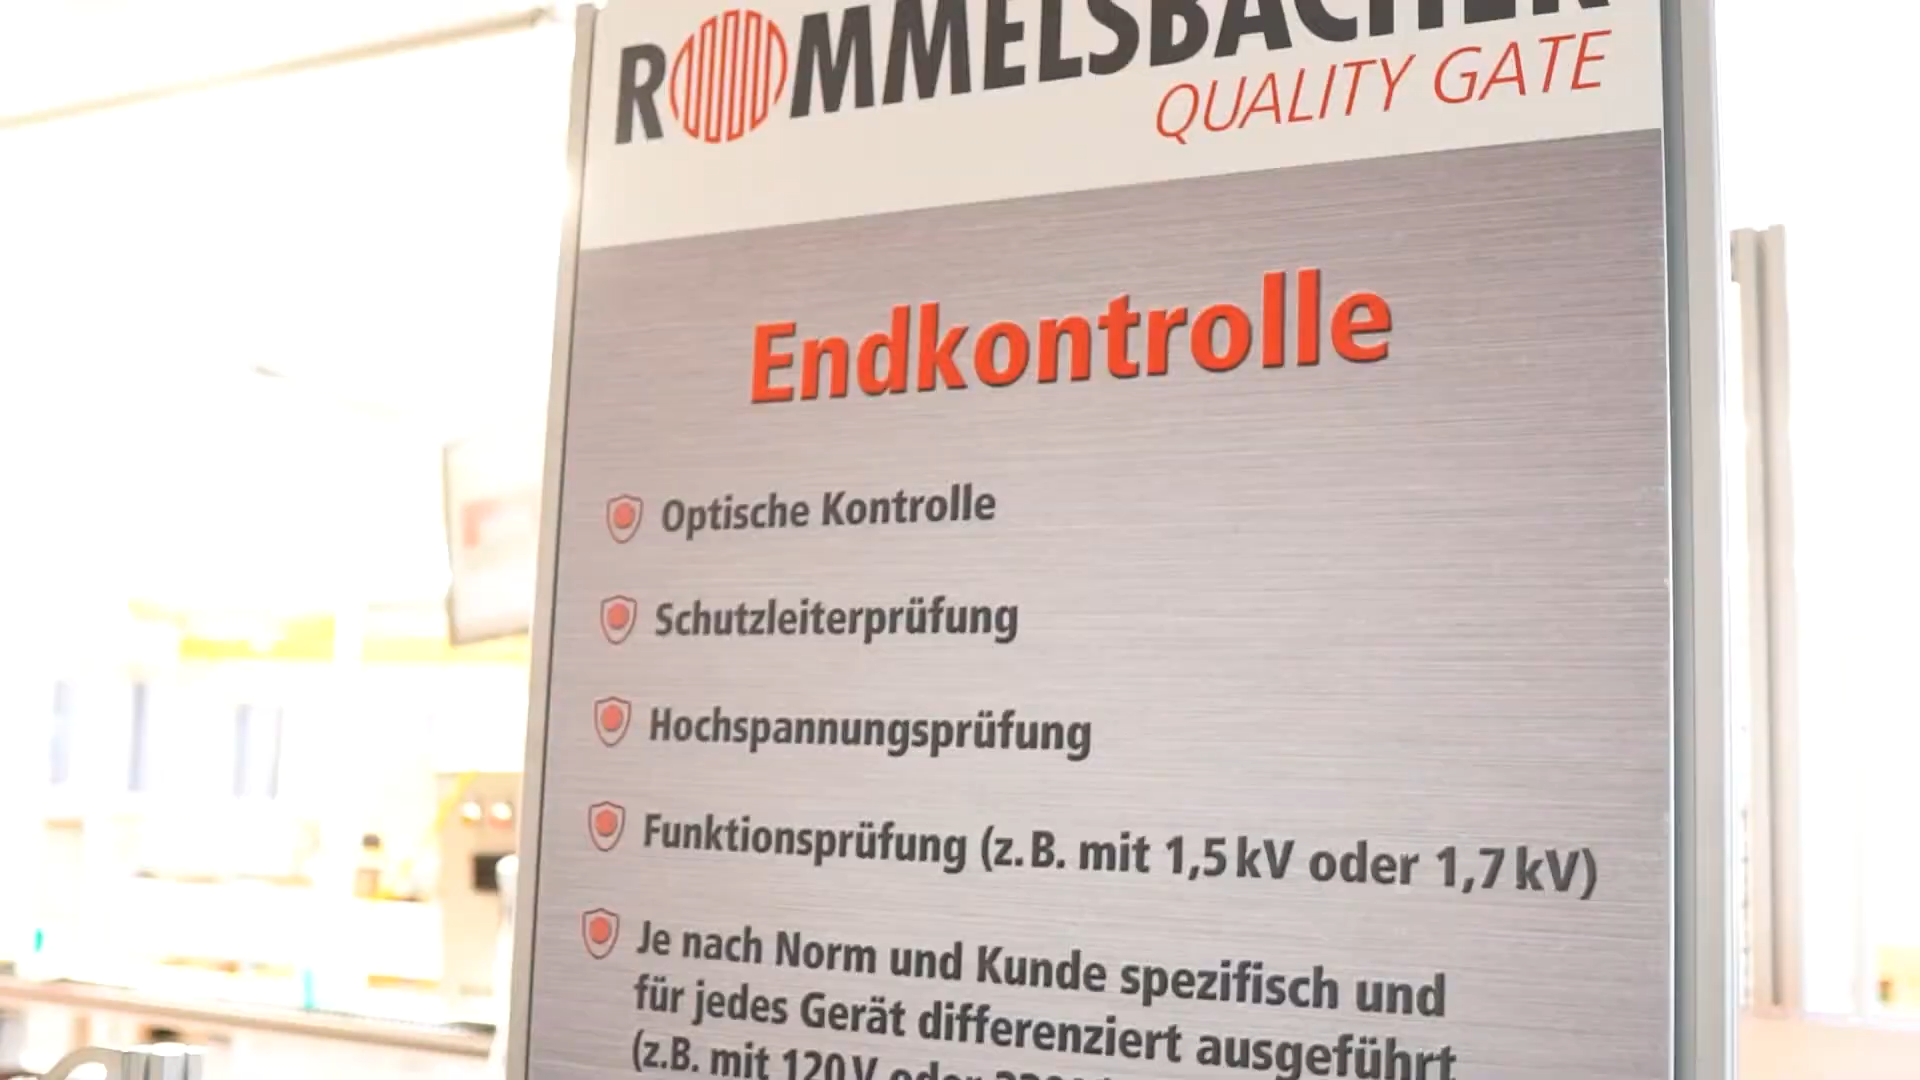 ROMMELSBACHER
QUALITY GATE
Endkontrolle
Optische Kontrolle
Schutzleiterprüfung
Hochspannungsprüfung
Funktionsprüfung (z.B. mit 1,5 kV oder 1,7 kV)
Je nach Norm und Kunde spezifisch und
für jedes Gerät differenziert ausgeführt
(z.B. mit 120 V oder